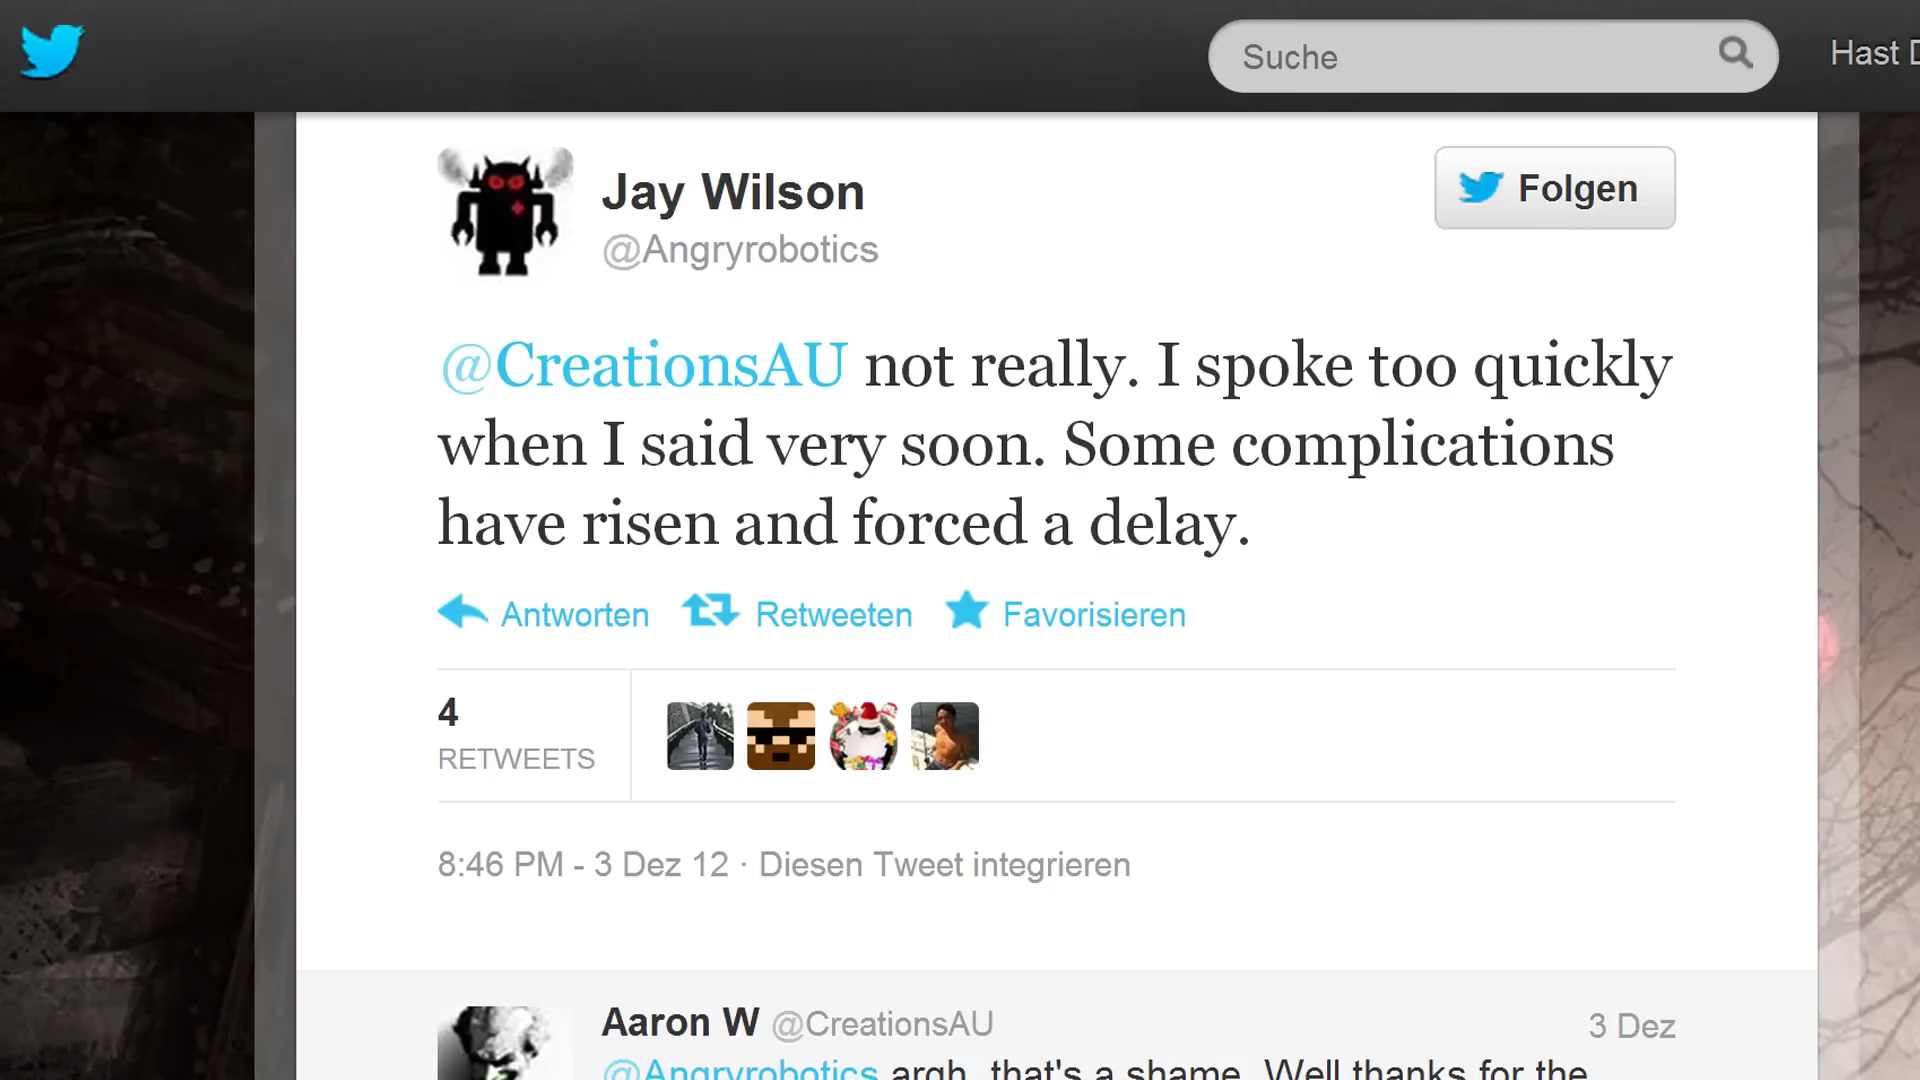 Suche
Hast D
Jay Wilson
Folgen
@Angryrobotics
@CreationsAU not really. I spoke too quickly
when I said very soon. Some complications
have risen and forced a delay.
Antworten Retweeten Favorisieren
4
RETWEETS
8:46 PM - 3 Dez 12 · Diesen Tweet integrieren
Aaron W @CreationsAU 3 Dez
@Angryrobotics argh, that's a shame. Well thanks for the